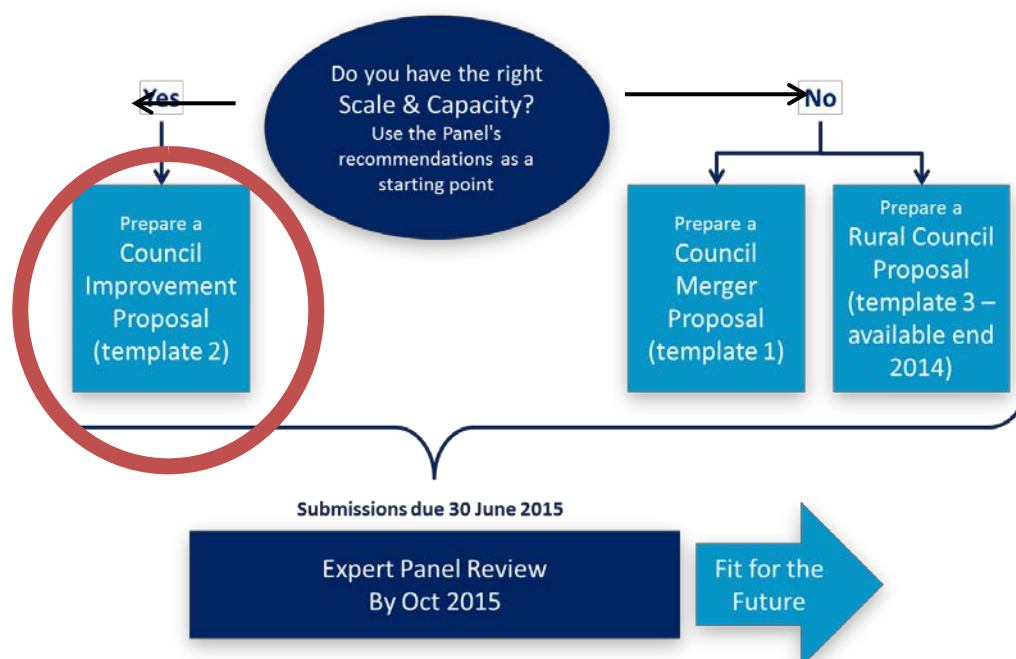 Do you have the right
Scale & Capacity?
Use the Panel's
recommendations as a
starting point
Yes
No
Prepare a
Council
Improvement
Proposal
(template 2)
Prepare a
Council
Merger
Proposal
(template 1)
Prepare a
Rural Council
Proposal
(template 3 –
available end
2014)
Submissions due 30 June 2015
Expert Panel Review
By Oct 2015
Fit for the
Future